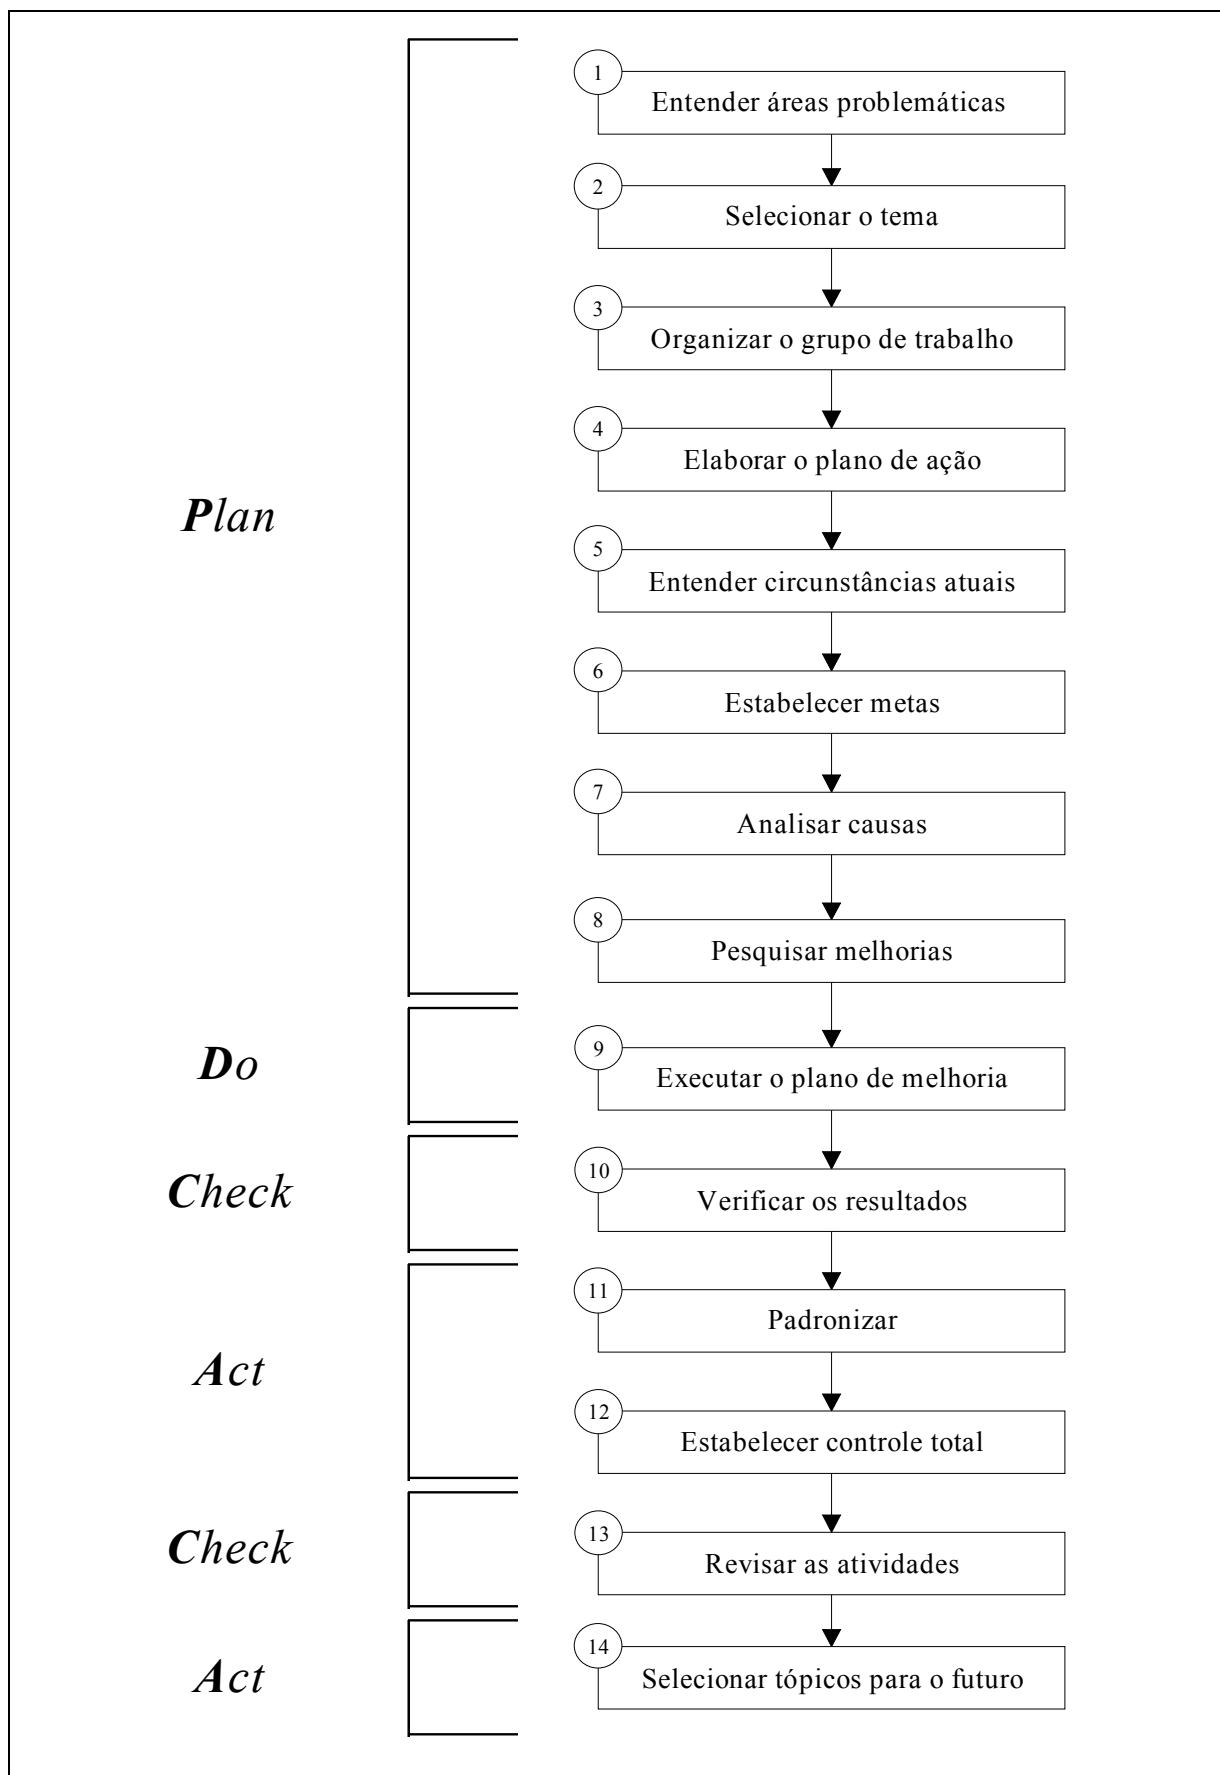 1
Entender áreas problemáticas
2
Selecionar o tema
3
Organizar o grupo de trabalho
4
Elaborar o plano de ação
Plan
5
Entender circunstâncias atuais
6
Estabelecer metas
7
Analisar causas
8
Pesquisar melhorias
Do
9
Executar o plano de melhoria
Check
10
Verificar os resultados
Act
11
Padronizar
12
Estabelecer controle total
Check
13
Revisar as atividades
Act
14
Selecionar tópicos para o futuro